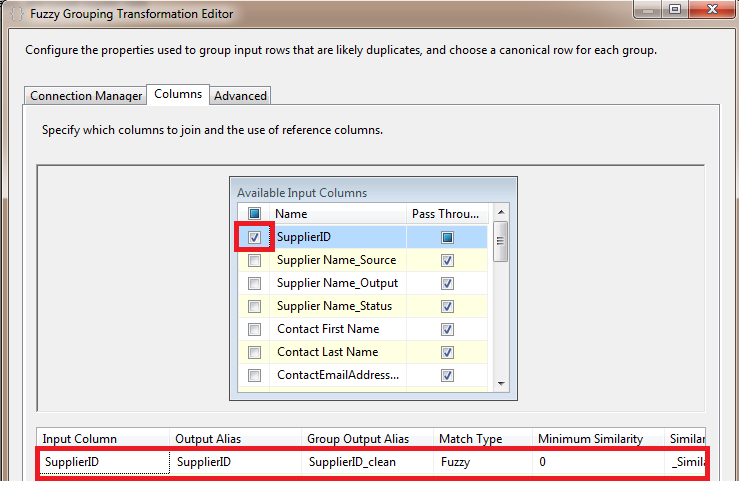 Fuzzy Grouping Transformation Editor
Configure the properties used to group input rows that are likely duplicates, and choose a canonical row for each group.
Connection Manager Columns Advanced
Specify which columns to join and the use of reference columns.
Available Input Columns
Name Pass Throu...
SupplierID
Supplier Name_Source
Supplier Name_Output
Supplier Name_Status
Contact First Name
Contact Last Name
ContactEmailAddress...
Input Column Output Alias Group Output Alias Match Type Minimum Similarity Similar
SupplierID SupplierID SupplierID_clean Fuzzy 0 _Simila